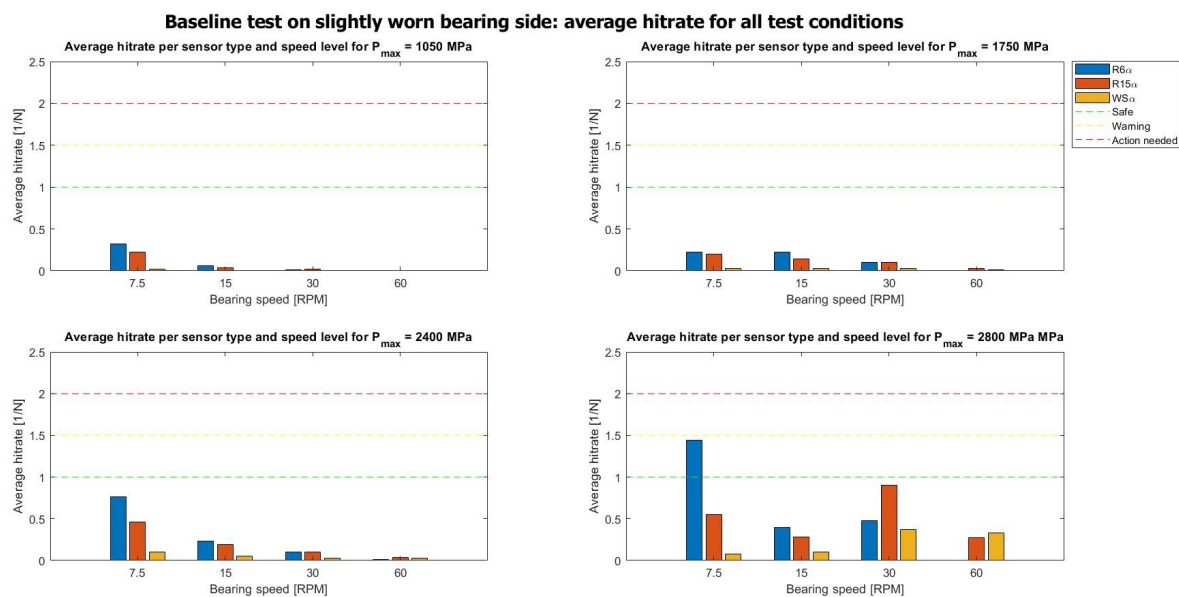 Baseline test on slightly worn bearing side: average hitrate for all test conditions
Average hitrate per sensor type and speed level for Pmax = 1050 MPa
2.5
2
1.5
1
0.5
0
Average hitrate [1/N]
7.5 15 30 60
Bearing speed [RPM]
Average hitrate per sensor type and speed level for Pmax = 1750 MPa
2.5
2
1.5
1
0.5
0
Average hitrate [1/N]
7.5 15 30 60
Bearing speed [RPM]
R6α
R15α
WSα
Safe
Warning
Action needed
Average hitrate per sensor type and speed level for Pmax = 2400 MPa
2.5
2
1.5
1
0.5
0
Average hitrate [1/N]
7.5 15 30 60
Bearing speed [RPM]
Average hitrate per sensor type and speed level for Pmax = 2800 MPa MPa
2.5
2
1.5
1
0.5
0
Average hitrate [1/N]
7.5 15 30 60
Bearing speed [RPM]